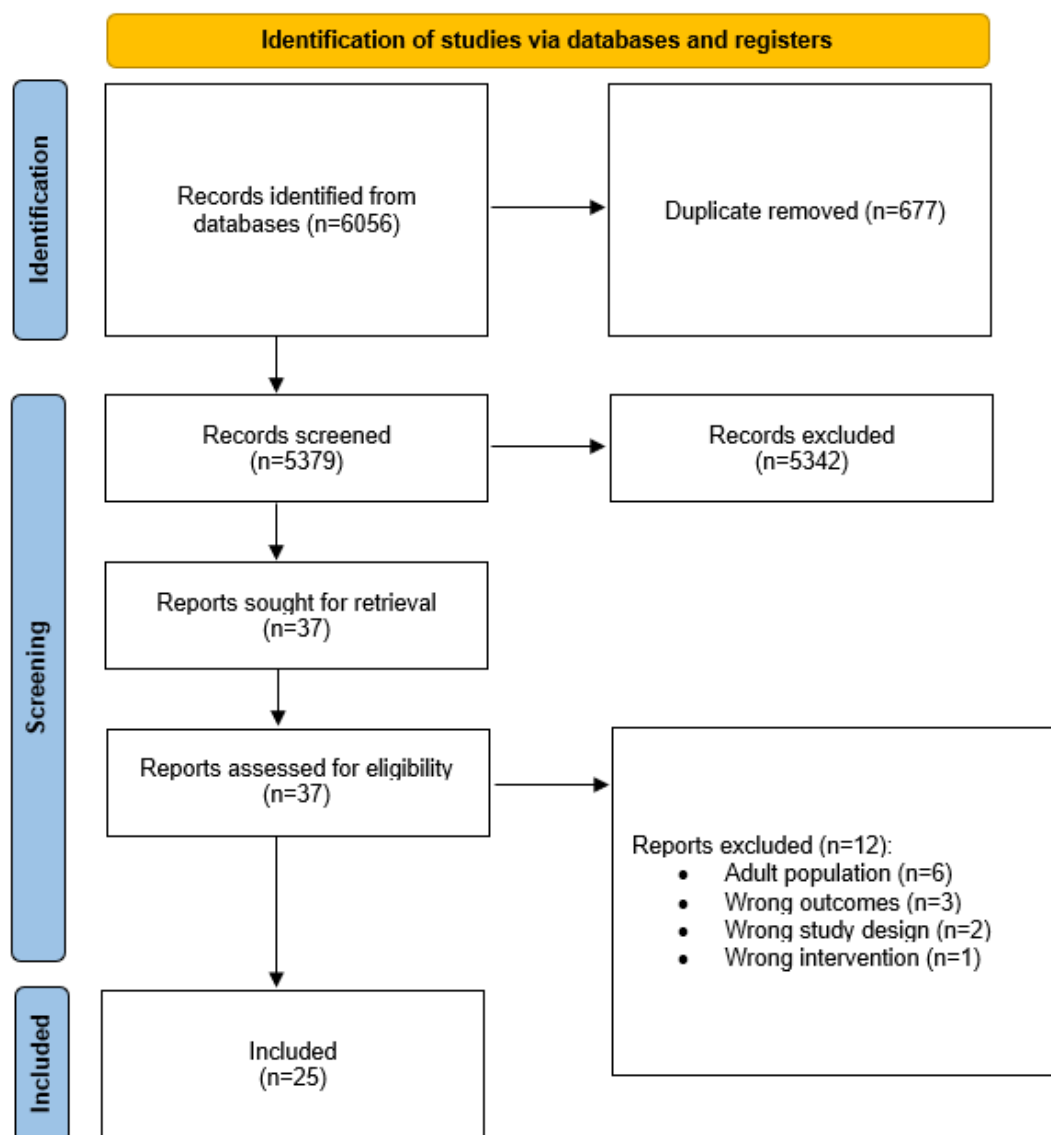 Identification of studies via databases and registers
Identification
Records identified from
databases (n=6056)
Duplicate removed (n=677)
Screening
Records screened
(n=5379)
Records excluded
(n=5342)
Reports sought for retrieval
(n=37)
Reports assessed for eligibility
(n=37)
Reports excluded (n=12):
• Adult population (n=6)
• Wrong outcomes (n=3)
• Wrong study design (n=2)
• Wrong intervention (n=1)
Included
Included
(n=25)